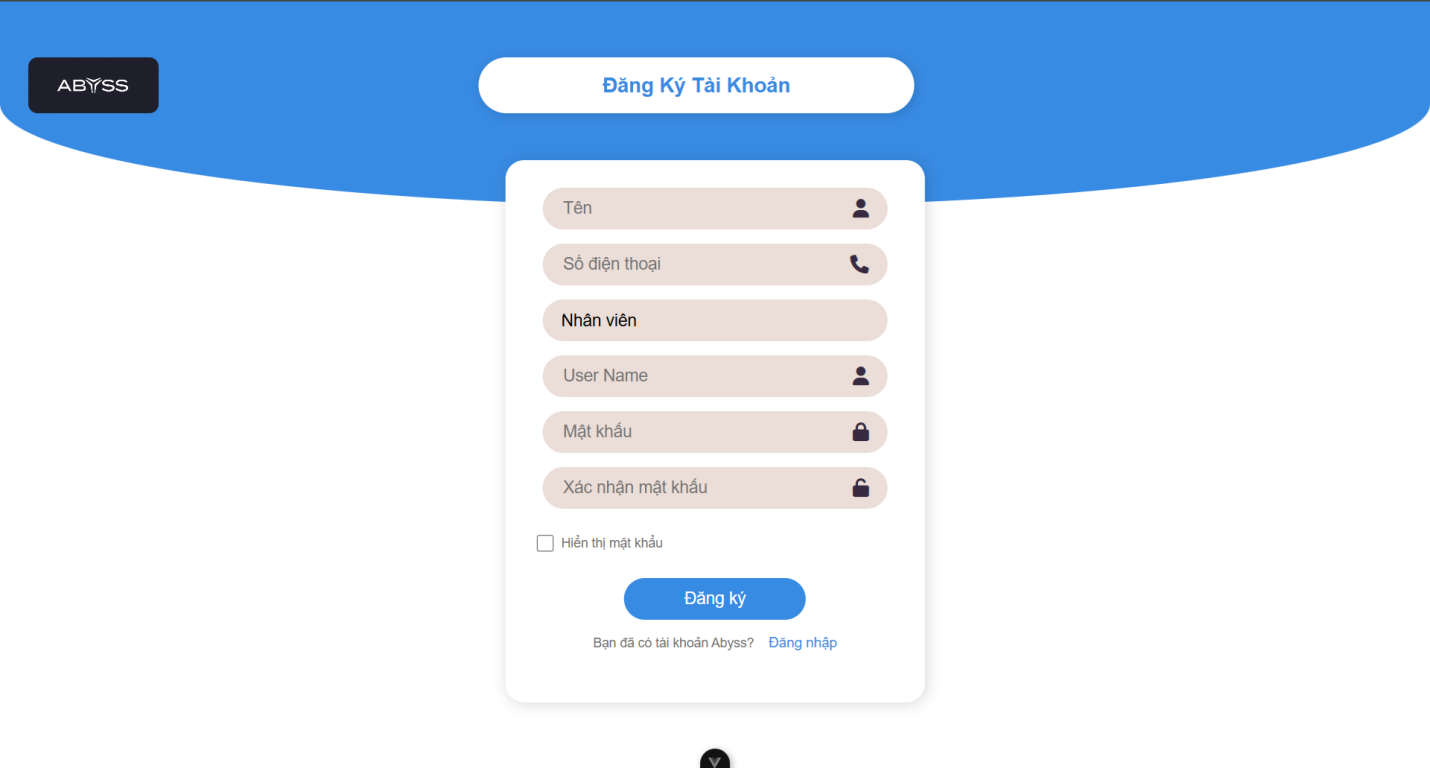 ABYSS
Đăng Ký Tài Khoản
Tên
Số điện thoại
Nhân viên
User Name
Mật khẩu
Xác nhận mật khẩu
Hiển thị mật khẩu
Đăng ký
Bạn đã có tài khoản Abyss? Đăng nhập